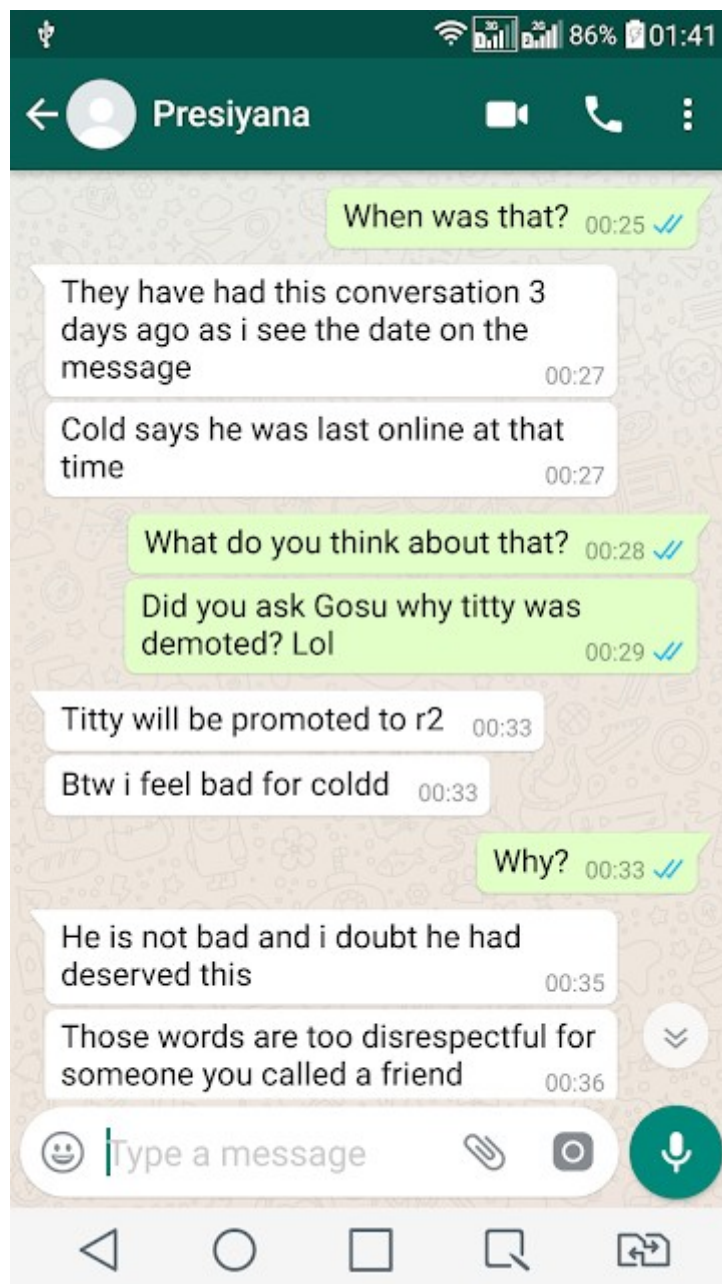 86% 01:41
Presiyana
When was that? 00:25
They have had this conversation 3
days ago as i see the date on the
message 00:27
Cold says he was last online at that
time 00:27
What do you think about that? 00:28
Did you ask Gosu why titty was
demoted? Lol 00:29
Titty will be promoted to r2 00:33
Btw i feel bad for coldd 00:33
Why? 00:33
He is not bad and i doubt he had
deserved this 00:35
Those words are too disrespectful for
someone you called a friend 00:36
Type a message